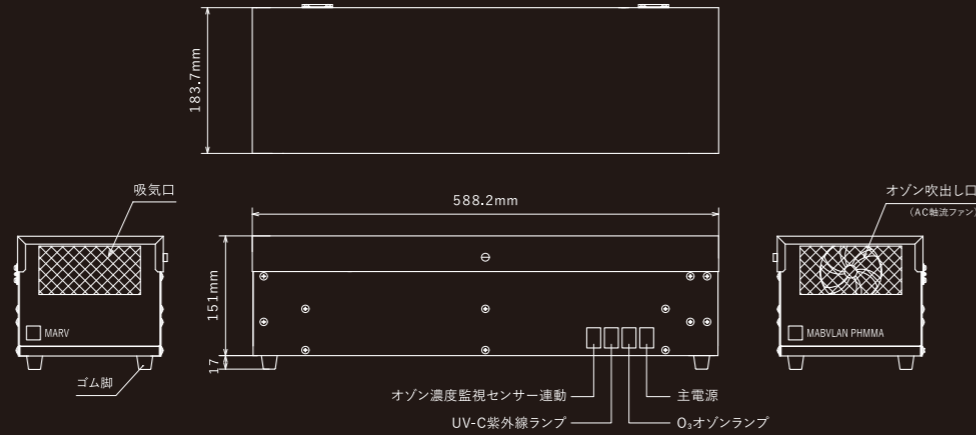 183.7mm
吸気口
588.2mm
オゾン吹出し口
(AC軸流ファン)
151mm
MARV
MABVLAN PHMMA
17
ゴム脚
オゾン濃度監視センサー連動
主電源
UV-C紫外線ランプ
O₃オゾンランプ